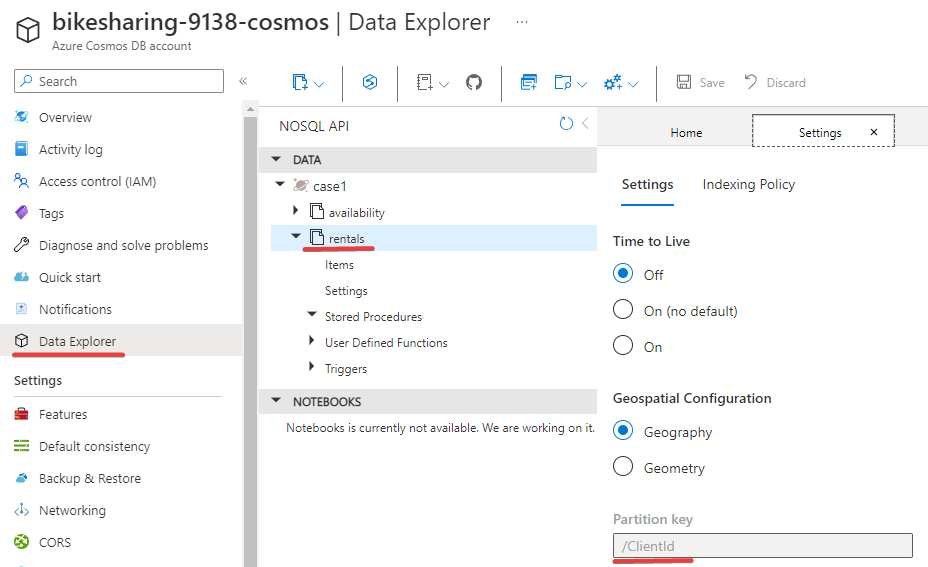 bikesharing-9138-cosmos | Data Explorer ...
Azure Cosmos DB account
Search
Overview
Activity log
Access control (IAM)
Tags
Diagnose and solve problems
Quick start
Notifications
Data Explorer
Settings
Features
Default consistency
Backup & Restore
Networking
CORS
Save
Discard
NOSQL API
DATA
case1
availability
rentals
Items
Settings
Stored Procedures
User Defined Functions
Triggers
NOTEBOOKS
Notebooks is currently not available. We are working on it.
Home
Settings
Settings
Indexing Policy
Time to Live
Off
On (no default)
On
Geospatial Configuration
Geography
Geometry
Partition key
/ClientId